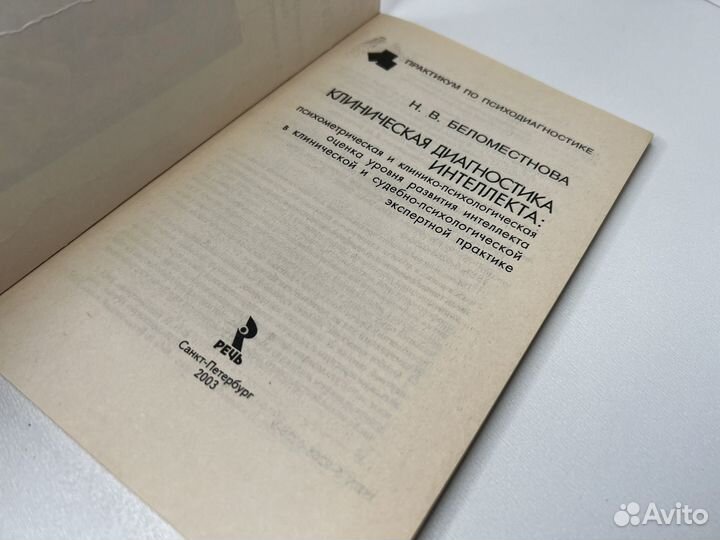 ПРАКТИКУМ ПО ПСИХОДИАГНОСТИКЕ
Н. В. БЕЛОМЕСТНОВА
КЛИНИЧЕСКАЯ ДИАГНОСТИКА
ИНТЕЛЛЕКТА:
психометрическая и клинико-психологическая
оценка уровня развития интеллекта
в клинической и судебно-психологической
экспертной практике
РЕЧЬ
Санкт-Петербург
2003
Avito